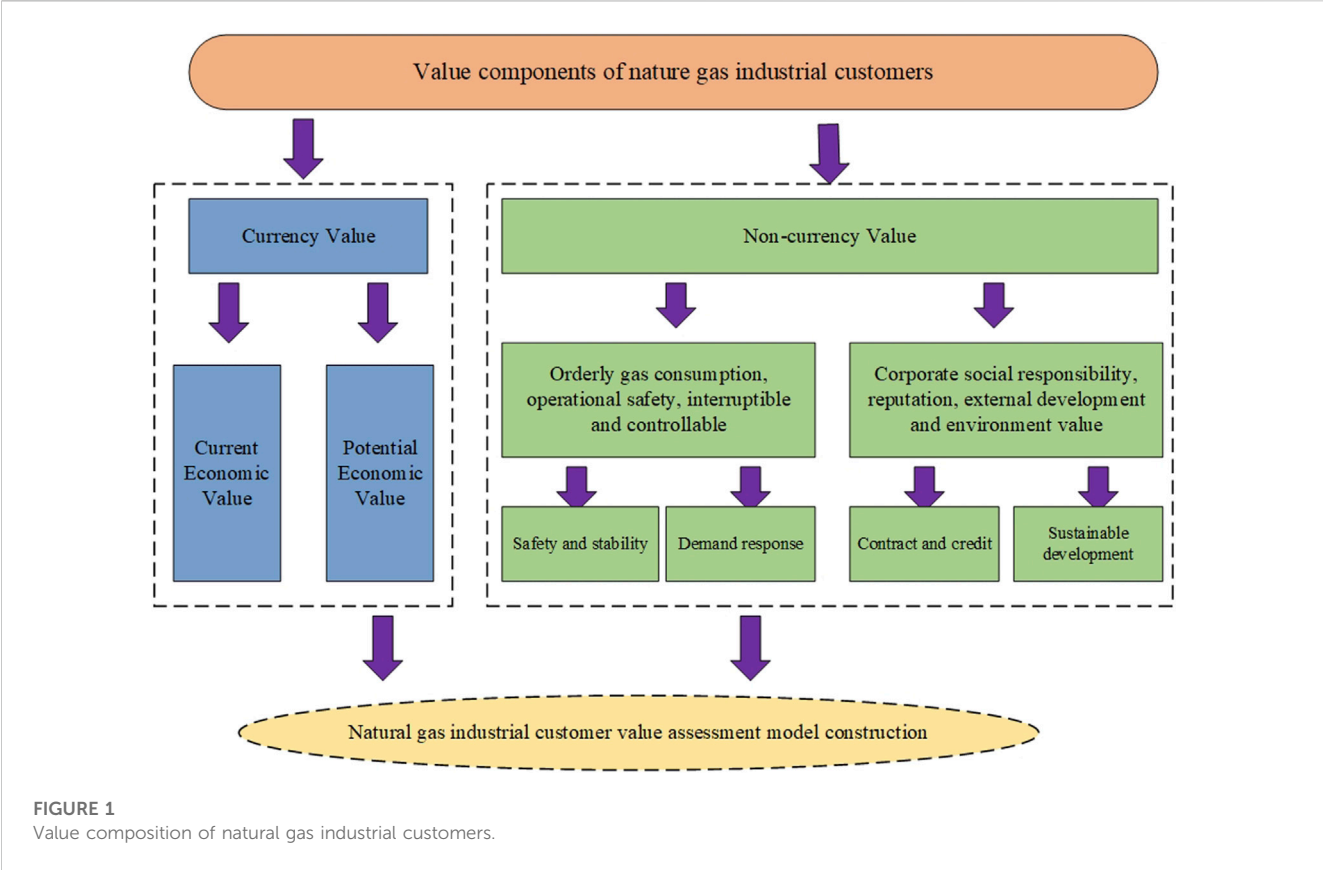 Value components of nature gas industrial customers
Currency Value
Non-currency Value
Current
Economic
Value
Potential
Economic
Value
Orderly gas consumption,
operational safety, interruptible
and controllable
Corporate social responsibility,
reputation, external development
and environment value
Safety and stability
Demand response
Contract and credit
Sustainable
development
Natural gas industrial customer value assessment model construction
FIGURE 1
Value composition of natural gas industrial customers.